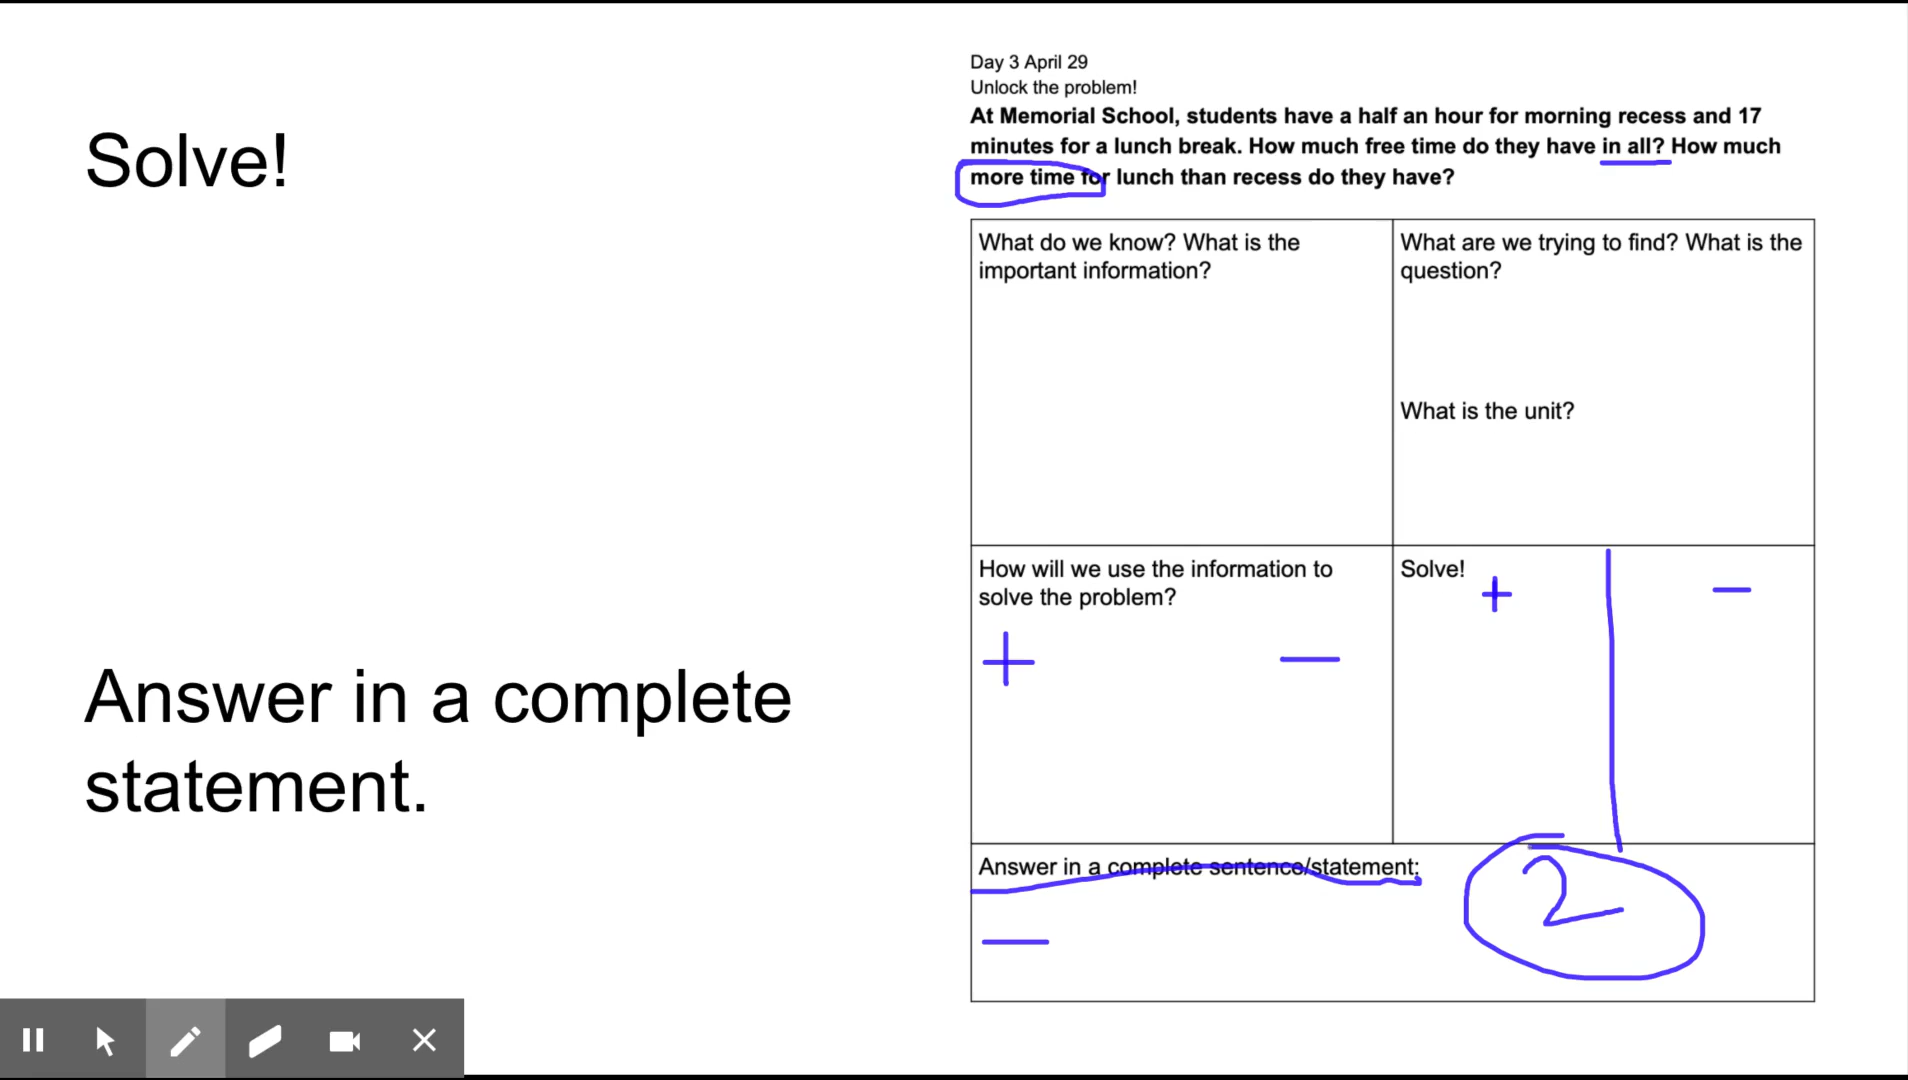 Solve!
Answer in a complete
statement.
Day 3 April 29
Unlock the problem!
At Memorial School, students have a half an hour for morning recess and 17
minutes for a lunch break. How much free time do they have in all? How much
more time for lunch than recess do they have?
What do we know? What is the
important information?
What are we trying to find? What is the
question?
What is the unit?
How will we use the information to
solve the problem?
+ −
Solve!
+ −
Answer in a complete sentence/statement:
2
−